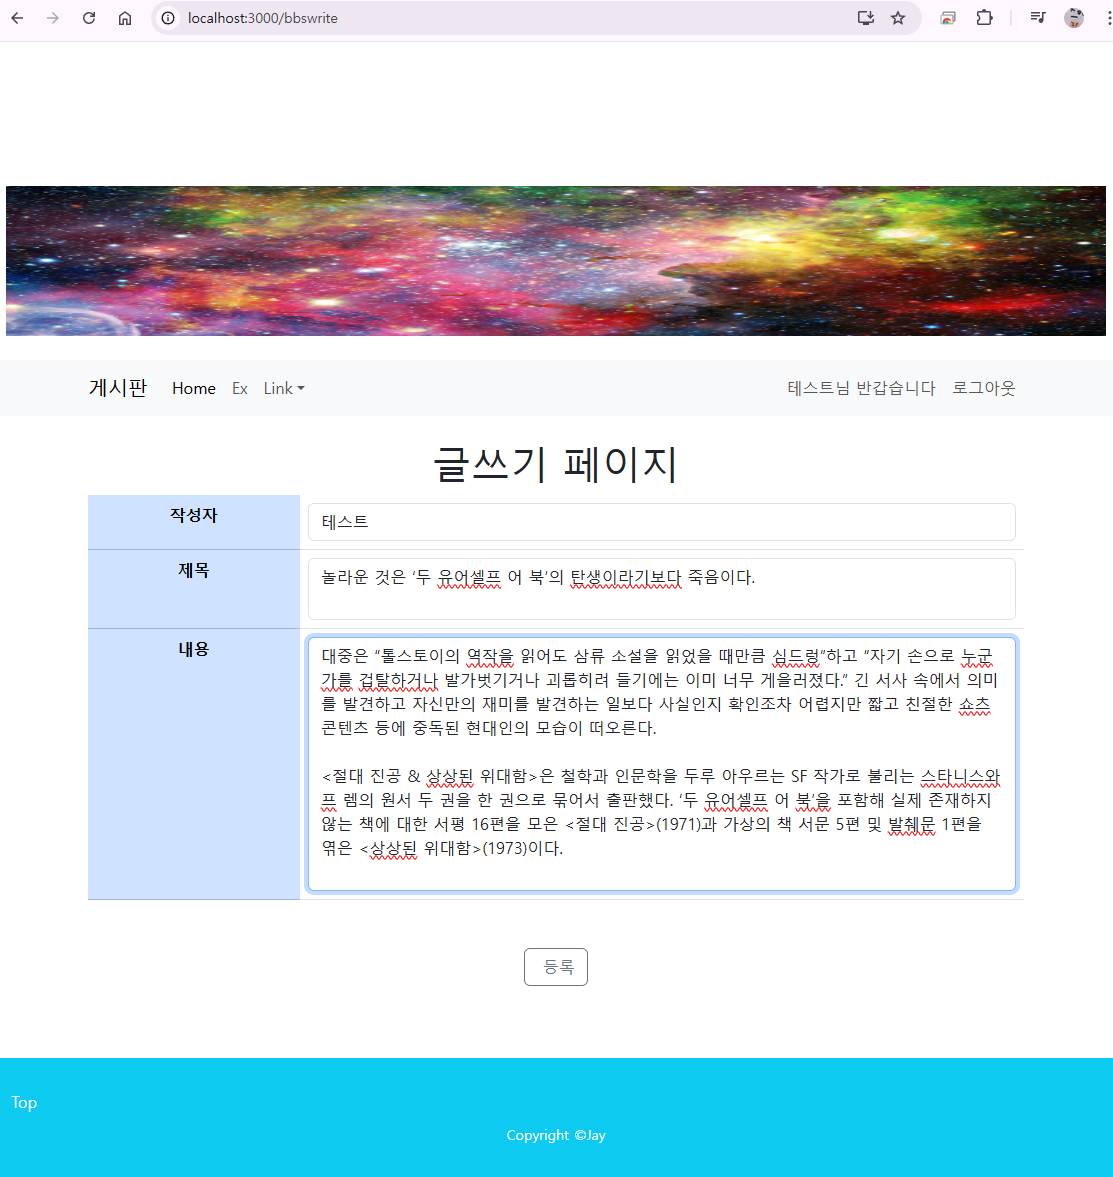 localhost:3000/bbswrite
게시판 Home Ex Link 테스트님 반갑습니다 로그아웃
글쓰기 페이지
작성자 테스트
제목 놀라운 것은 ‘두 유어셀프 어 북’의 탄생이라기보다 죽음이다.
내용 대중은 “톨스토이의 역작을 읽어도 삼류 소설을 읽었을 때만큼 심드렁”하고 “자기 손으로 누군
가를 겁탈하거나 발가벗기거나 괴롭히려 들기에는 이미 너무 게을러졌다.” 긴 서사 속에서 의미
를 발견하고 자신만의 재미를 발견하는 일보다 사실인지 확인조차 어렵지만 짧고 친절한 쇼츠
콘텐츠 등에 중독된 현대인의 모습이 떠오른다.
<절대 진공 & 상상된 위대함>은 철학과 인문학을 두루 아우르는 SF 작가로 불리는 스타니스와
프 렘의 원서 두 권을 한 권으로 묶어서 출판했다. ‘두 유어셀프 어 북’을 포함해 실제 존재하지
않는 책에 대한 서평 16편을 모은 <절대 진공>(1971)과 가상의 책 서문 5편 및 발췌문 1편을
엮은 <상상된 위대함>(1973)이다.
등록
Top
Copyright ©Jay